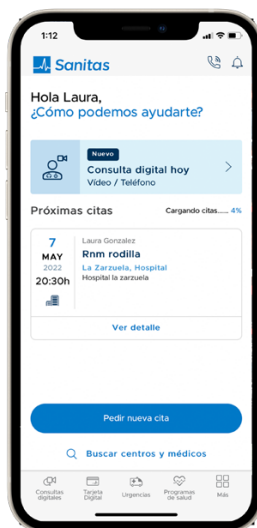 1:12
Sanitas
Hola Laura,
¿Cómo podemos ayudarte?
Nuevo
Consulta digital hoy
Vídeo / Teléfono
Próximas citas
Cargando citas..... 4%
7
MAY
2022
20:30h
Laura Gonzalez
Rnm rodilla
La Zarzuela, Hospital
Hospital la zarzuela
Ver detalle
Pedir nueva cita
Buscar centros y médicos
Consultas
digitales
Tarjeta
Digital
Urgencias
Programas
de salud
Más